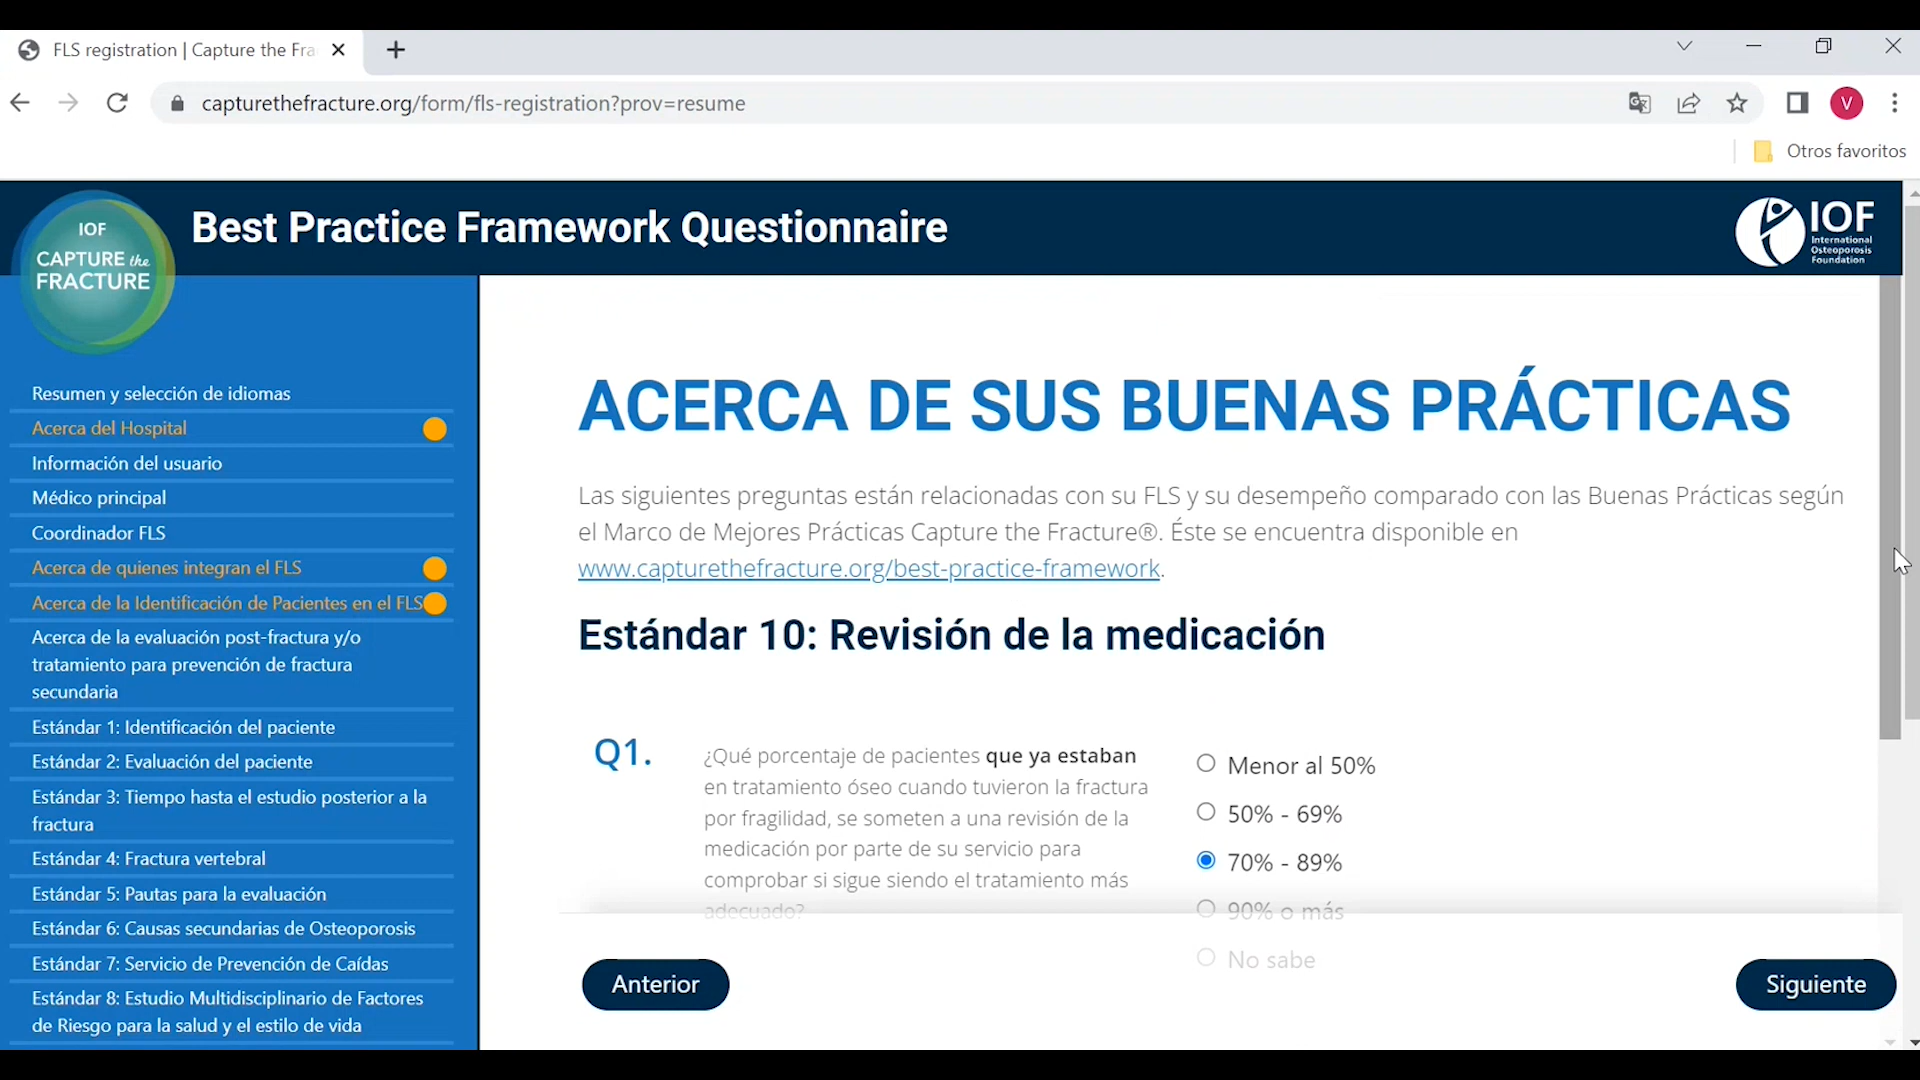 FLS registration | Capture the Fra
capturethefracture.org/form/fls-registration?prov=resume
V
Otros favoritos
IOF
CAPTURE the
FRACTURE
Best Practice Framework Questionnaire
IOF
International
Osteoporosis
Foundation
Resumen y selección de idiomas
Acerca del Hospital
Información del usuario
Médico principal
Coordinador FLS
Acerca de quienes integran el FLS
Acerca de la Identificación de Pacientes en el FLS
Acerca de la evaluación post-fractura y/o
tratamiento para prevención de fractura
secundaria
Estándar 1: Identificación del paciente
Estándar 2: Evaluación del paciente
Estándar 3: Tiempo hasta el estudio posterior a la
fractura
Estándar 4: Fractura vertebral
Estándar 5: Pautas para la evaluación
Estándar 6: Causas secundarias de Osteoporosis
Estándar 7: Servicio de Prevención de Caídas
Estándar 8: Estudio Multidisciplinario de Factores
de Riesgo para la salud y el estilo de vida
ACERCA DE SUS BUENAS PRÁCTICAS
Las siguientes preguntas están relacionadas con su FLS y su desempeño comparado con las Buenas Prácticas según
el Marco de Mejores Prácticas Capture the Fracture®. Éste se encuentra disponible en
www.capturethefracture.org/best-practice-framework.
Estándar 10: Revisión de la medicación
Q1.
¿Qué porcentaje de pacientes que ya estaban
en tratamiento óseo cuando tuvieron la fractura
por fragilidad, se someten a una revisión de la
medicación por parte de su servicio para
comprobar si sigue siendo el tratamiento más
adecuado?
Menor al 50%
50% - 69%
70% - 89%
90% o más
No sabe
Anterior
Siguiente